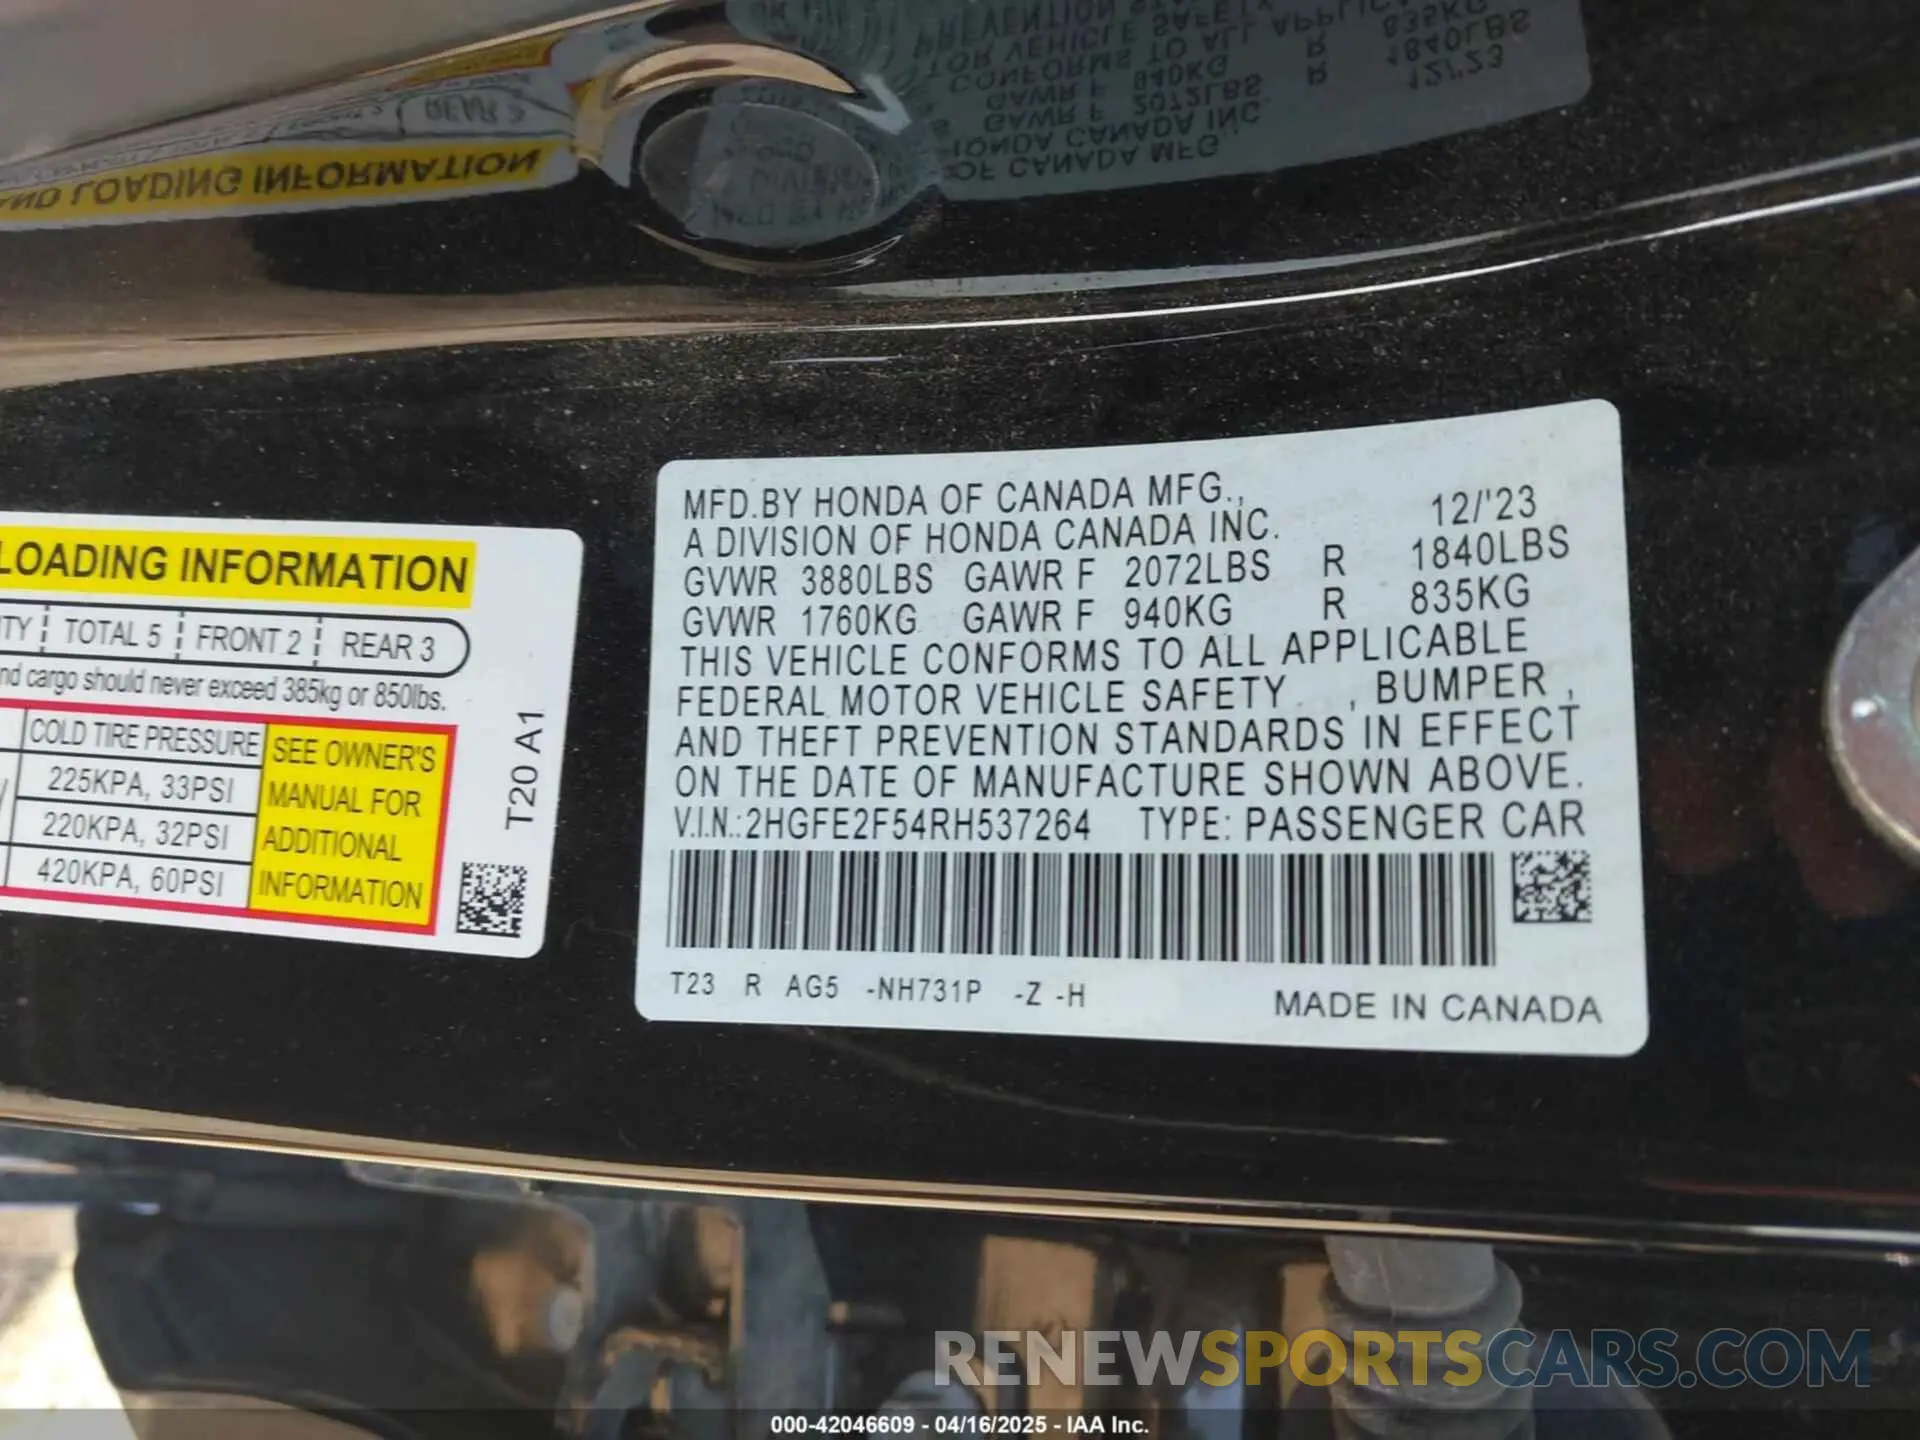 LOADING INFORMATION
TOTAL 5 FRONT 2 REAR 3
cargo should never exceed 385kg or 850lbs.
COLD TIRE PRESSURE SEE OWNER'S
225KPA, 33PSI MANUAL FOR
220KPA, 32PSI ADDITIONAL
420KPA, 60PSI INFORMATION
T20 A1
MFD.BY HONDA OF CANADA MFG., 12/'23
A DIVISION OF HONDA CANADA INC.
GVWR 3880LBS GAWR F 2072LBS R 1840LBS
GVWR 1760KG GAWR F 940KG R 835KG
THIS VEHICLE CONFORMS TO ALL APPLICABLE
FEDERAL MOTOR VEHICLE SAFETY , BUMPER ,
AND THEFT PREVENTION STANDARDS IN EFFECT
ON THE DATE OF MANUFACTURE SHOWN ABOVE.
V.I.N.:2HGFE2F54RH537264 TYPE: PASSENGER CAR
T23 R AG5 -NH731P -Z -H MADE IN CANADA
RENEWSPORTSCARS.COM
000-42046609 - 04/16/2025 - IAA Inc.